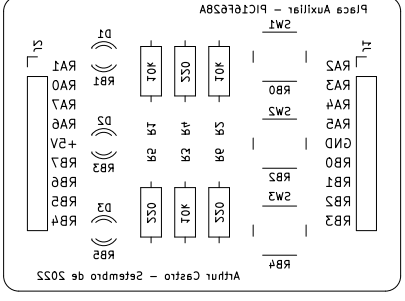 Placa Auxiliar - PIC16F628A
J1
RA2
RA3
RA4
RA5
GND
RB0
RB1
RB2
RB3
SW1
RB0
SW2
RB2
SW3
RB4
10k
220
10k
R2
R4
R1
R6
R3
R5
220
10k
220
D1
RB1
D2
RB3
D3
RB5
J2
RA1
RA0
RA7
RA6
+5V
RB7
RB6
RB5
RB4
Arthur Castro - Setembro de 2022